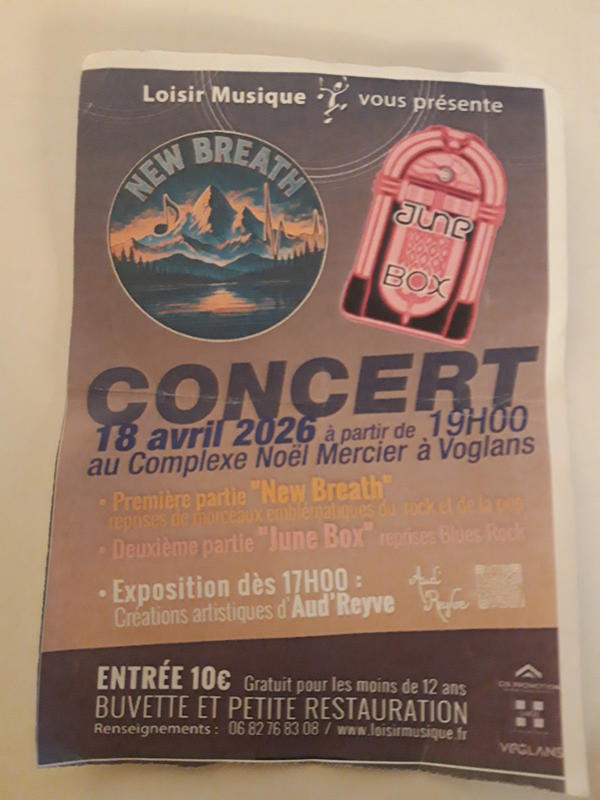 Loisir Musique vous présente
NEW BREATH
June
BOX
CONCERT
18 avril 2026 à partir de 19H00
au Complexe Noël Mercier à Voglans
• Première partie "New Breath"
reprises de morceaux emblématiques du rock et de la pop
• Deuxième partie "June Box" reprises Blues Rock
• Exposition dès 17H00 :
Créations artistiques d'Aud'Reyve
Aud
Reyve
ENTRÉE 10€ Gratuit pour les moins de 12 ans
BUVETTE ET PETITE RESTAURATION
Renseignements : 06 82 76 83 08 / www.loisirmusique.fr
VOGLANS